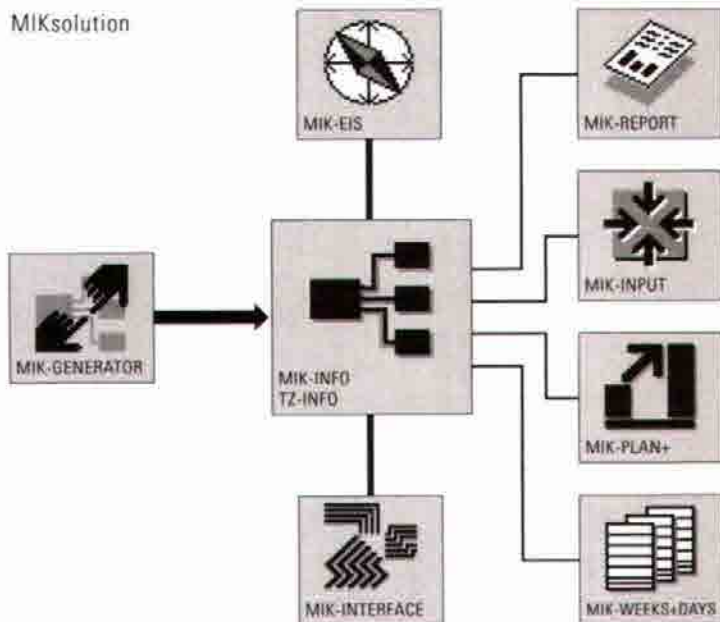 MIKsolution
MIK-EIS
MIK-REPORT
MIK-INPUT
MIK-GENERATOR
MIK-INFO
TZ-INFO
MIK-PLAN+
MIK-INTERFACE
MIK-WEEKS+DAYS